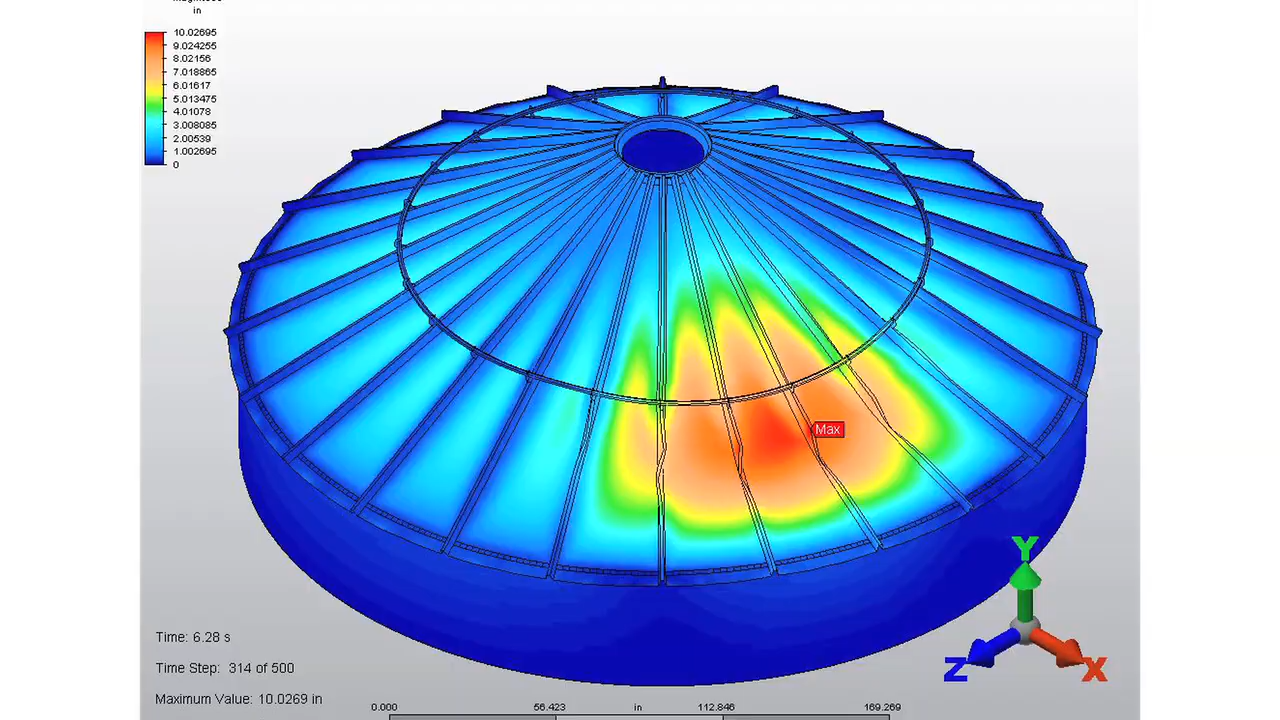 in
10.02695
9.024255
8.02156
7.018865
6.01617
5.013475
4.01078
3.008085
2.00539
1.002695
0
Max
Y
Z
X
Time: 6.28 s
Time Step: 314 of 500
Maximum Value: 10.0269 in
0.000 56.423 in 112.846 169.269